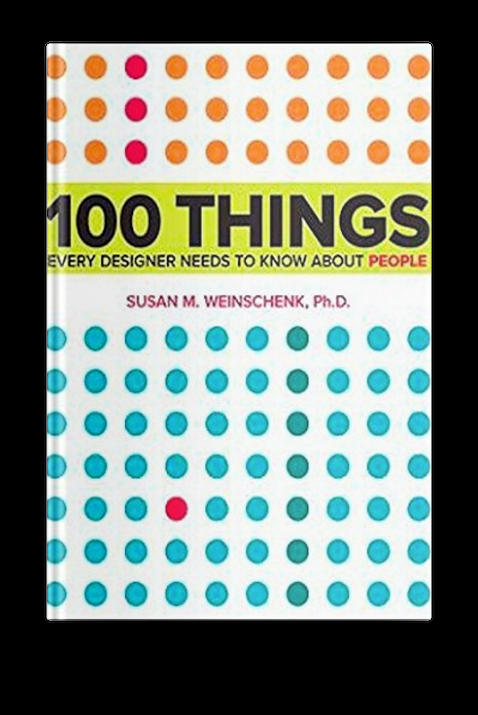 100 THINGS
EVERY DESIGNER NEEDS TO KNOW ABOUT PEOPLE
SUSAN M. WEINSCHENK, Ph.D.